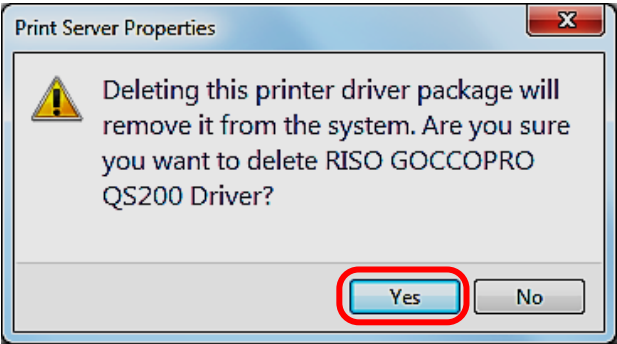 Print Server Properties
Deleting this printer driver package will
remove it from the system. Are you sure
you want to delete RISO GOCCOPRO
QS200 Driver?
Yes
No